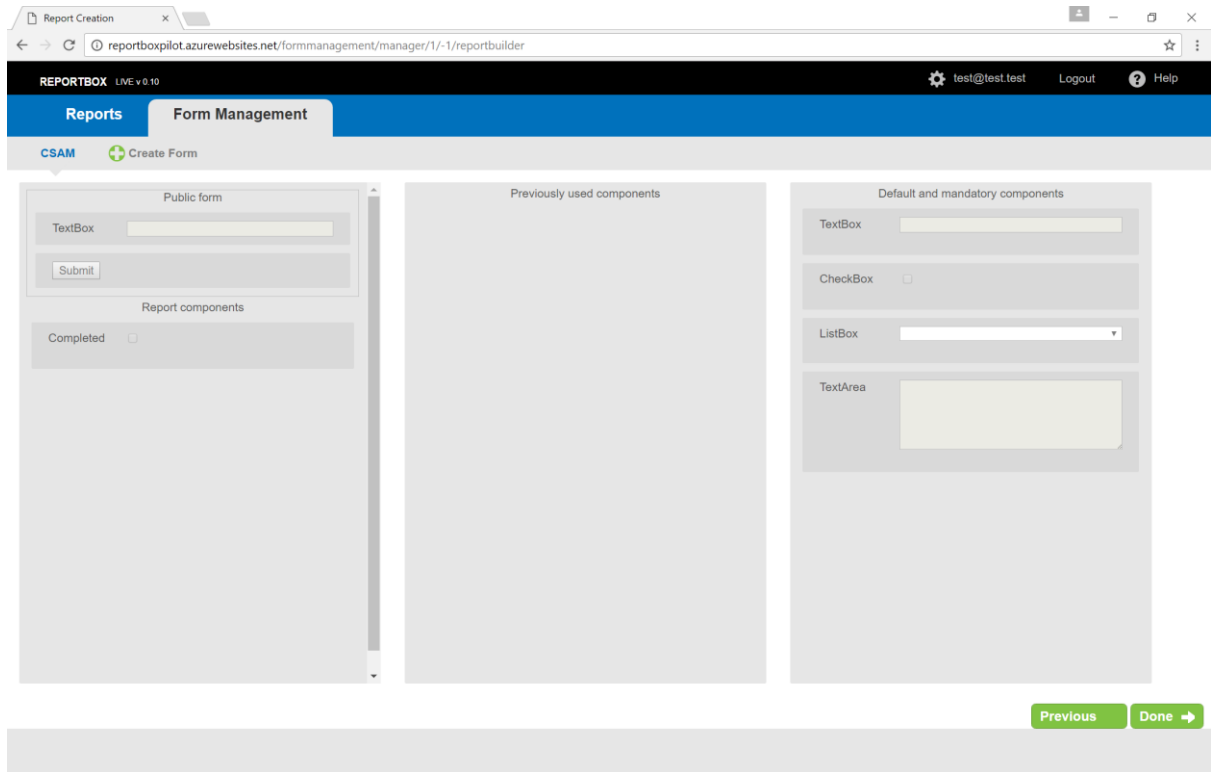 Report Creation
reportboxpilot.azurewebsites.net/formmanagement/manager/1/-1/reportbuilder
REPORTBOX LIVE v 0.10 test@test.test Logout Help
Reports Form Management
CSAM Create Form
Public form
TextBox
Submit
Report components
Completed
Previously used components
Default and mandatory components
TextBox
CheckBox
ListBox
TextArea
Previous Done